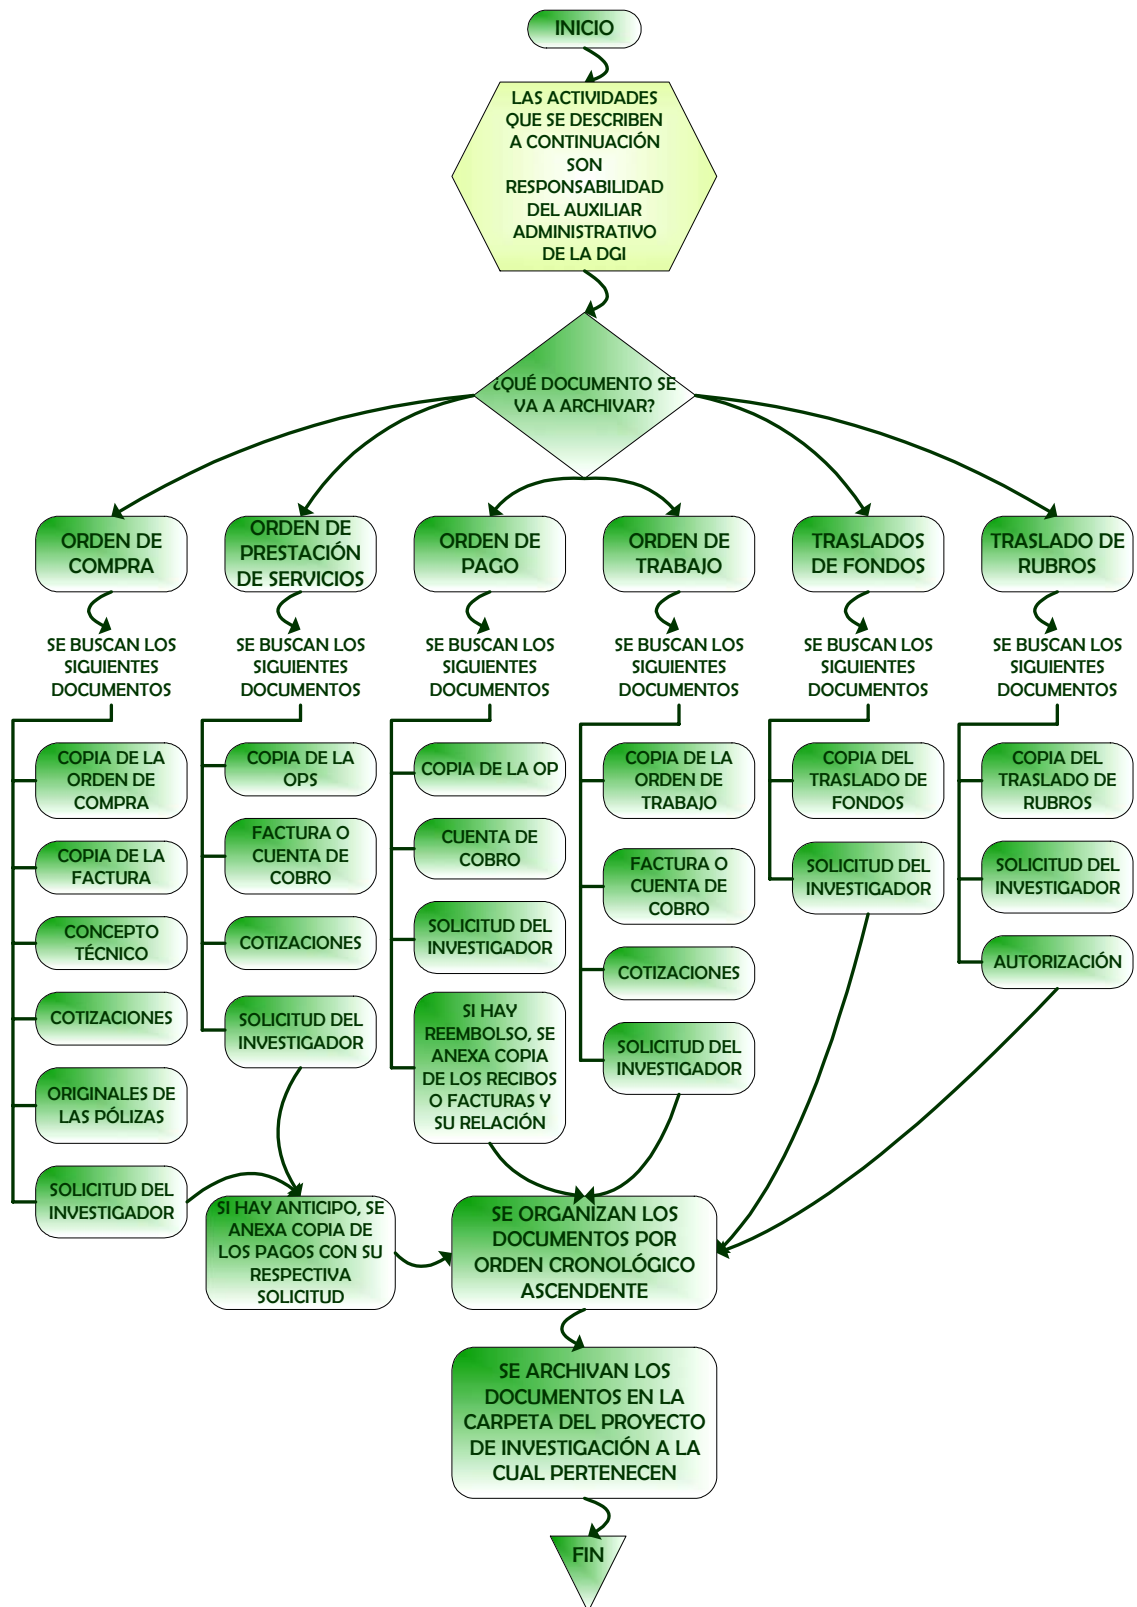 INICIO
LAS ACTIVIDADES
QUE SE DESCRIBEN
A CONTINUACIÓN
SON
RESPONSABILIDAD
DEL AUXILIAR
ADMINISTRATIVO
DE LA DGI
¿QUÉ DOCUMENTO SE
VA A ARCHIVAR?
ORDEN DE
COMPRA
ORDEN DE
PRESTACIÓN
DE SERVICIOS
ORDEN DE
PAGO
ORDEN DE
TRABAJO
TRASLADOS
DE FONDOS
TRASLADO DE
RUBROS
SE BUSCAN LOS
SIGUIENTES
DOCUMENTOS
SE BUSCAN LOS
SIGUIENTES
DOCUMENTOS
SE BUSCAN LOS
SIGUIENTES
DOCUMENTOS
SE BUSCAN LOS
SIGUIENTES
DOCUMENTOS
SE BUSCAN LOS
SIGUIENTES
DOCUMENTOS
SE BUSCAN LOS
SIGUIENTES
DOCUMENTOS
COPIA DE LA
ORDEN DE
COMPRA
COPIA DE LA
FACTURA
CONCEPTO
TÉCNICO
COTIZACIONES
ORIGINALES DE
LAS PÓLIZAS
SOLICITUD DEL
INVESTIGADOR
COPIA DE LA
OPS
FACTURA O
CUENTA DE
COBRO
COTIZACIONES
SOLICITUD DEL
INVESTIGADOR
SI HAY ANTICIPO, SE
ANEXA COPIA DE
LOS PAGOS CON SU
RESPECTIVA
SOLICITUD
COPIA DE LA OP
CUENTA DE
COBRO
SOLICITUD DEL
INVESTIGADOR
SI HAY
REEMBOLSO, SE
ANEXA COPIA
DE LOS RECIBOS
O FACTURAS Y
SU RELACIÓN
COPIA DE LA
ORDEN DE
TRABAJO
FACTURA O
CUENTA DE
COBRO
COTIZACIONES
SOLICITUD DEL
INVESTIGADOR
COPIA DEL
TRASLADO DE
FONDOS
SOLICITUD DEL
INVESTIGADOR
COPIA DEL
TRASLADO DE
RUBROS
SOLICITUD DEL
INVESTIGADOR
AUTORIZACIÓN
SE ORGANIZAN LOS
DOCUMENTOS POR
ORDEN CRONOLÓGICO
ASCENDENTE
SE ARCHIVAN LOS
DOCUMENTOS EN LA
CARPETA DEL PROYECTO
DE INVESTIGACIÓN A LA
CUAL PERTENECEN
FIN